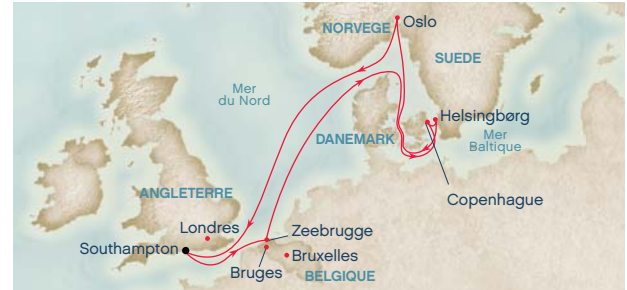 NORVEGE
Oslo
SUEDE
Mer
du Nord
Helsingbørg
DANEMARK
Mer
Baltique
ANGLETERRE
Copenhague
Londres
Zeebrugge
Southampton
Bruges
Bruxelles
BELGIQUE